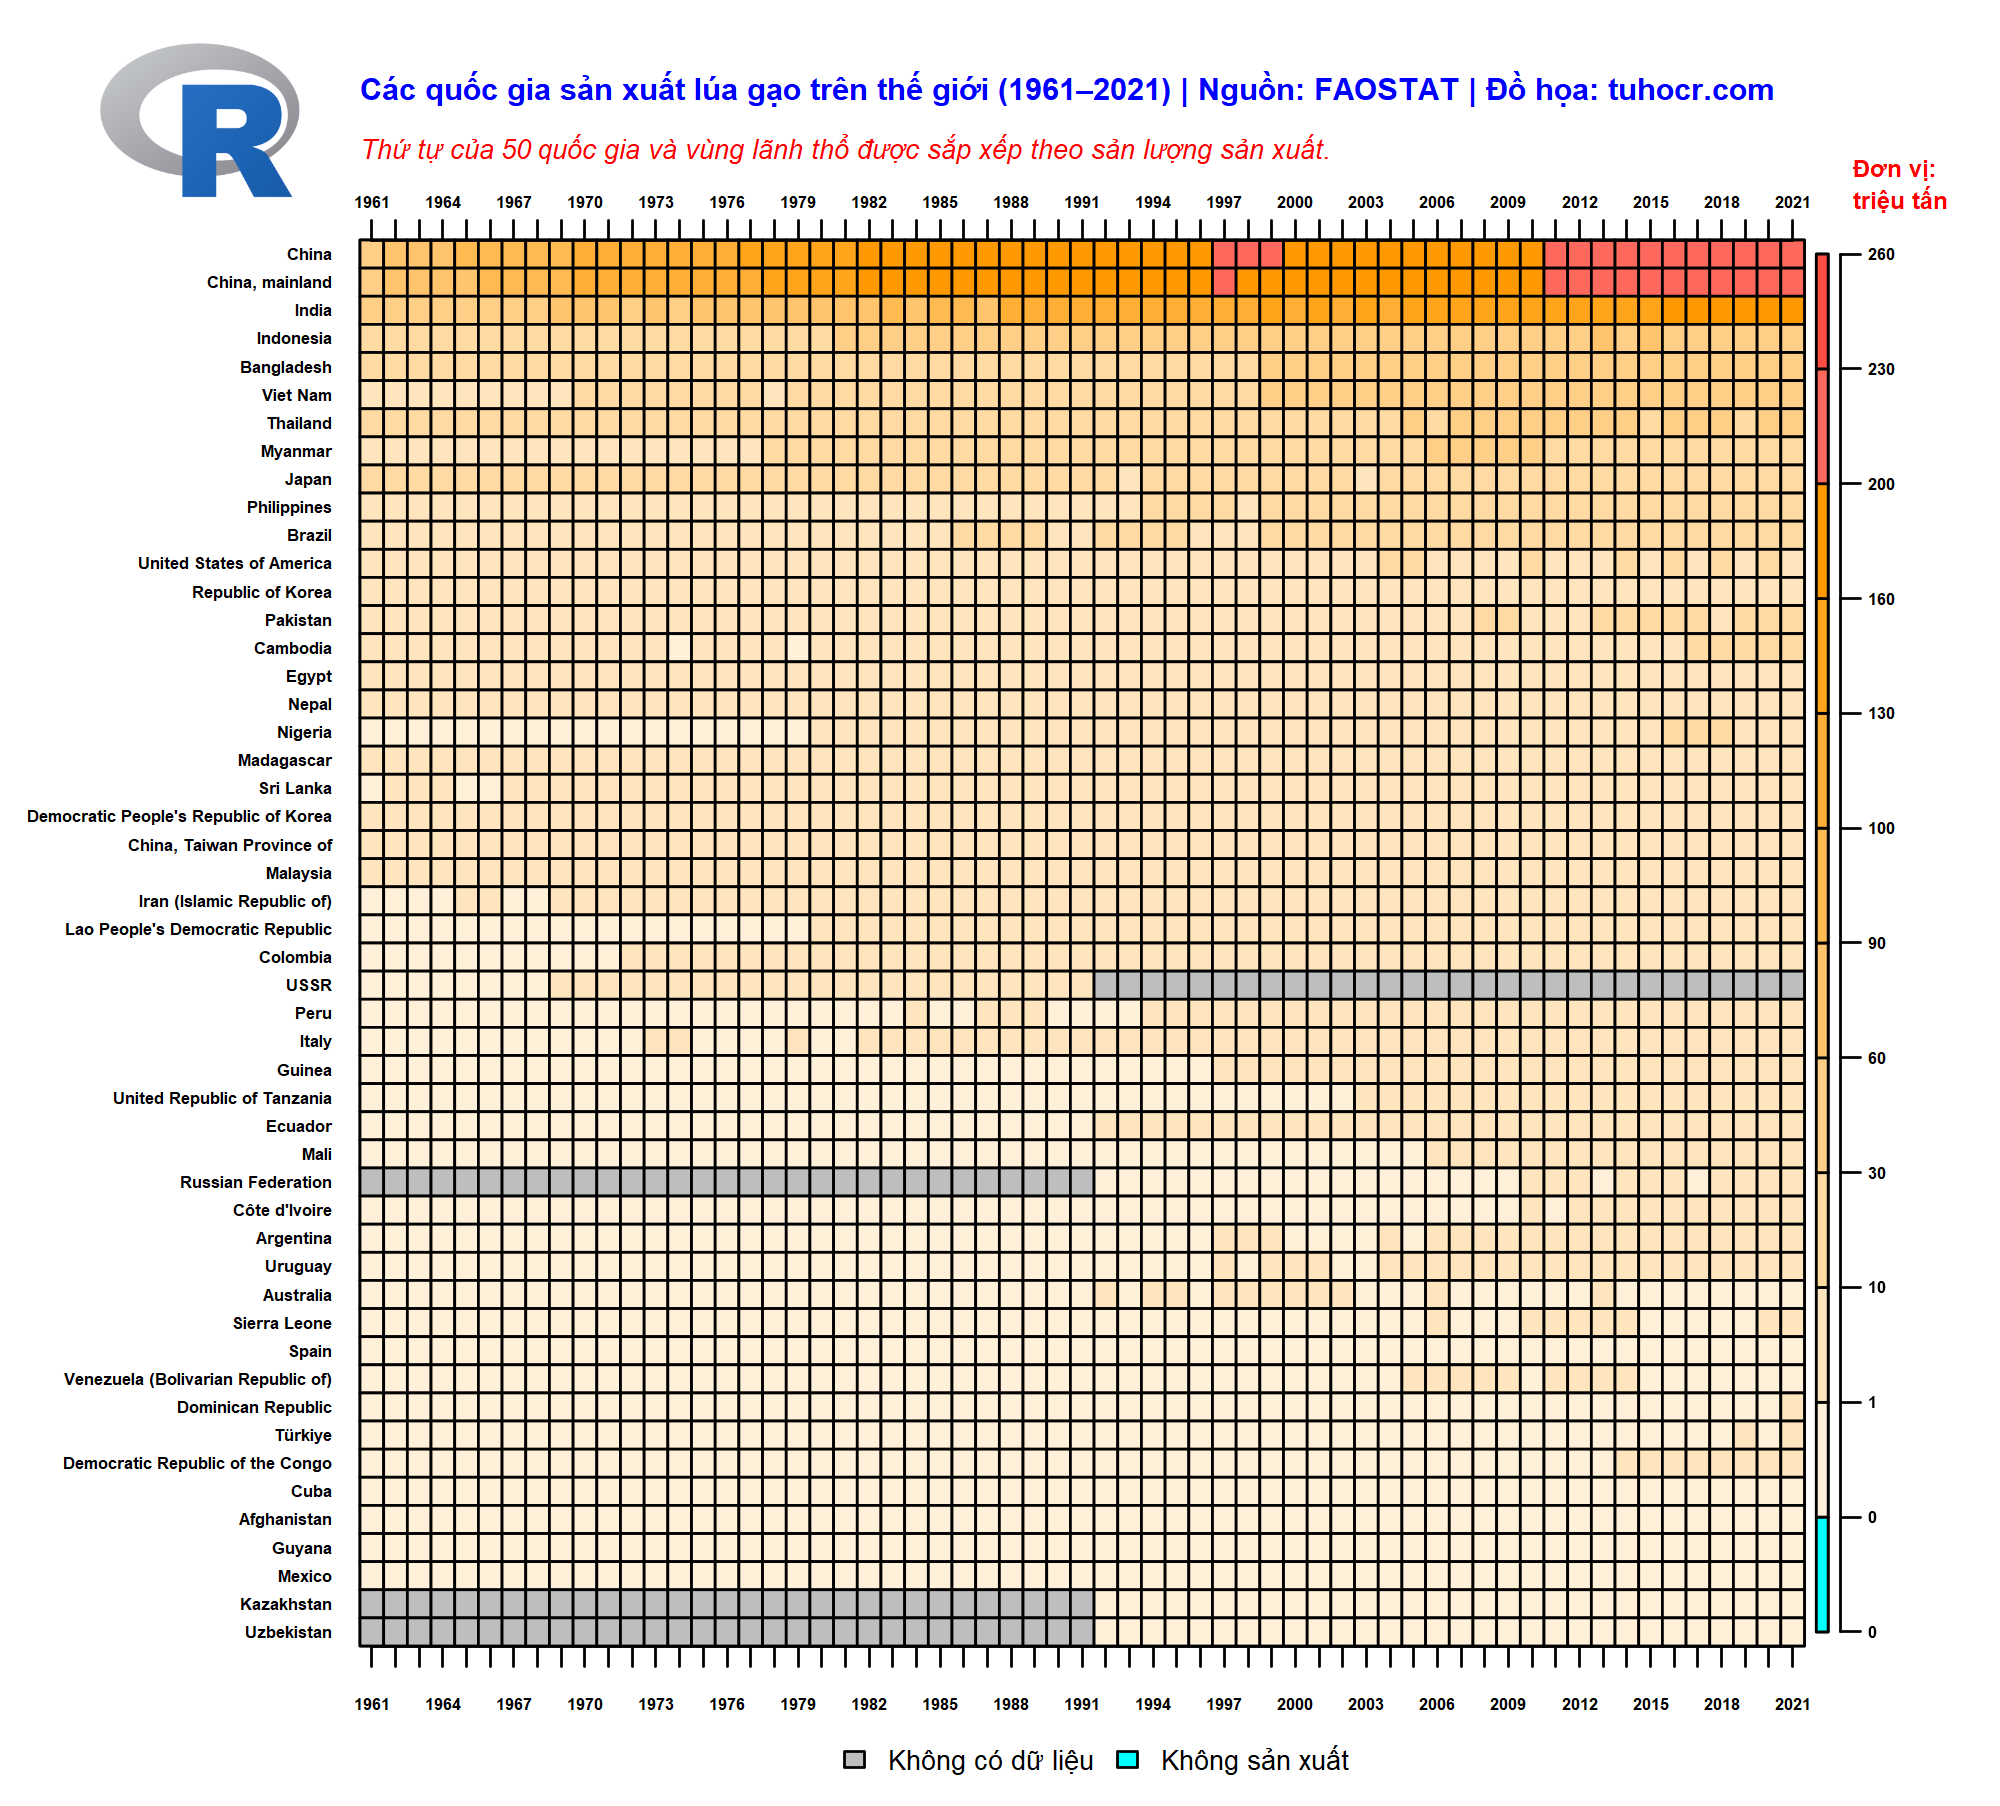 R
Các quốc gia sản xuất lúa gạo trên thế giới (1961–2021) | Nguồn: FAOSTAT | Đồ họa: tuhocr.com
Thứ tự của 50 quốc gia và vùng lãnh thổ được sắp xếp theo sản lượng sản xuất.
Đơn vị:
triệu tấn
1961 1964 1967 1970 1973 1976 1979 1982 1985 1988 1991 1994 1997 2000 2003 2006 2009 2012 2015 2018 2021
China
China, mainland
India
Indonesia
Bangladesh
Viet Nam
Thailand
Myanmar
Japan
Philippines
Brazil
United States of America
Republic of Korea
Pakistan
Cambodia
Egypt
Nepal
Nigeria
Madagascar
Sri Lanka
Democratic People's Republic of Korea
China, Taiwan Province of
Malaysia
Iran (Islamic Republic of)
Lao People's Democratic Republic
Colombia
USSR
Peru
Italy
Guinea
United Republic of Tanzania
Ecuador
Mali
Russian Federation
Côte d'Ivoire
Argentina
Uruguay
Australia
Sierra Leone
Spain
Venezuela (Bolivarian Republic of)
Dominican Republic
Türkiye
Democratic Republic of the Congo
Cuba
Afghanistan
Guyana
Mexico
Kazakhstan
Uzbekistan
260
230
200
160
130
100
90
60
30
10
1
0
0
1961 1964 1967 1970 1973 1976 1979 1982 1985 1988 1991 1994 1997 2000 2003 2006 2009 2012 2015 2018 2021
Không có dữ liệu Không sản xuất